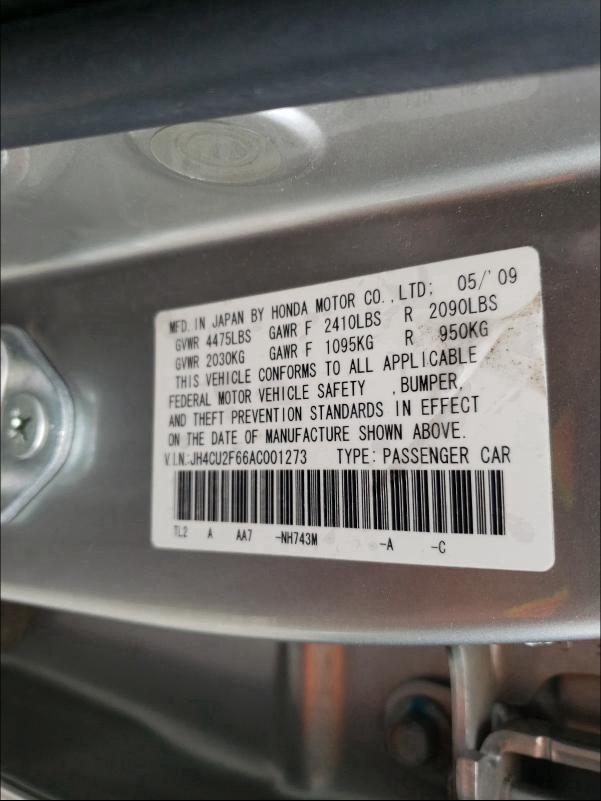 MFD. IN JAPAN BY HONDA MOTOR CO.,LTD; 05/'09
GVWR 4475LBS GAWR F 2410LBS R 2090LBS
GVWR 2030KG GAWR F 1095KG R 950KG
THIS VEHICLE CONFORMS TO ALL APPLICABLE
FEDERAL MOTOR VEHICLE SAFETY ,BUMPER,
AND THEFT PREVENTION STANDARDS IN EFFECT
ON THE DATE OF MANUFACTURE SHOWN ABOVE.
V.I.N:JH4CU2F66AC001273 TYPE:PASSENGER CAR
TL2 A AA7 -NH743M -A -C